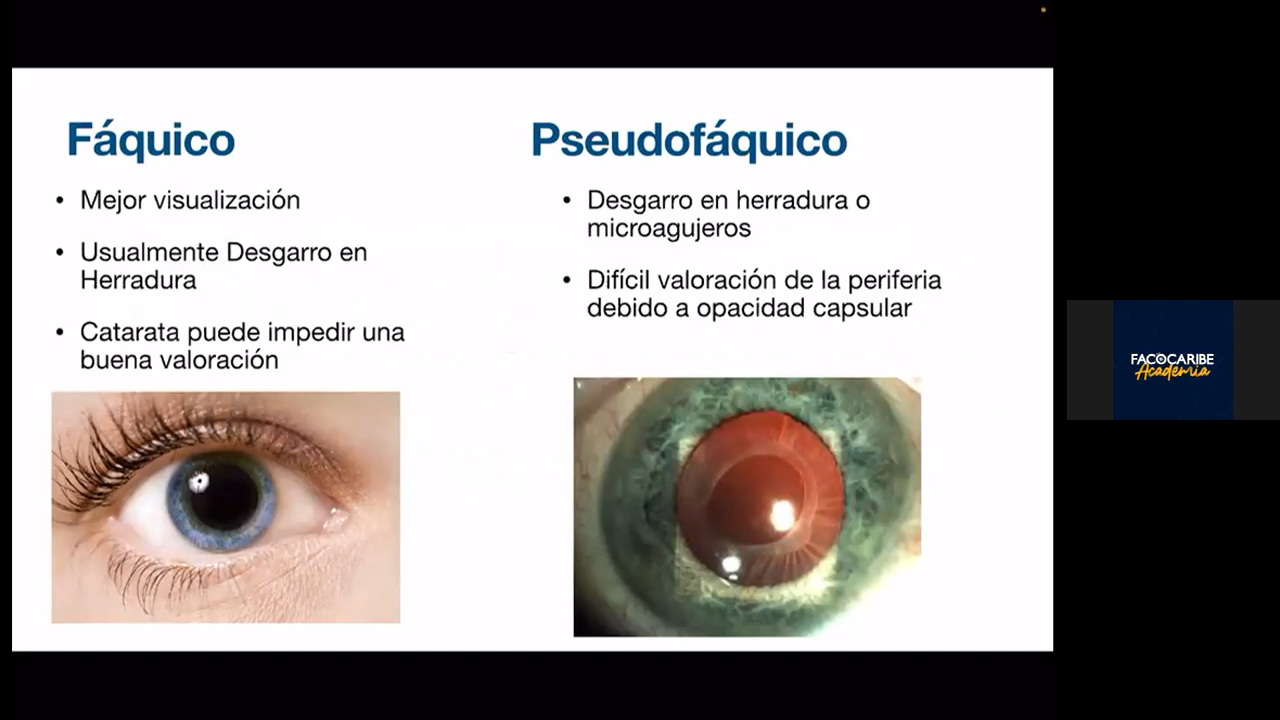 Fáquico
• Mejor visualización
• Usualmente Desgarro en
Herradura
• Catarata puede impedir una
buena valoración
Pseudofáquico
• Desgarro en herradura o
microagujeros
• Difícil valoración de la periferia
debido a opacidad capsular
FACOCARIBE
Academia